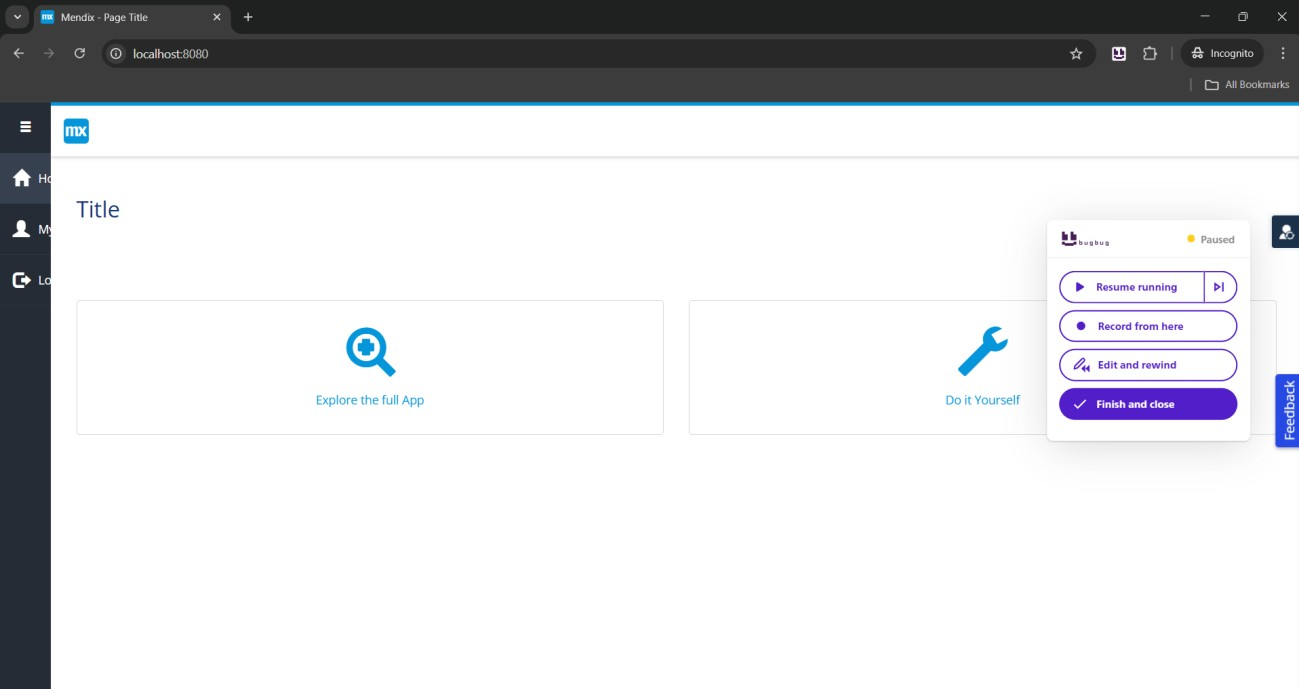 mx Mendix - Page Title
localhost:8080
Incognito
All Bookmarks
mx
Ho
My
Lo
Title
bugbug
Paused
Resume running
Record from here
Edit and rewind
Finish and close
Explore the full App
Do it Yourself
Feedback